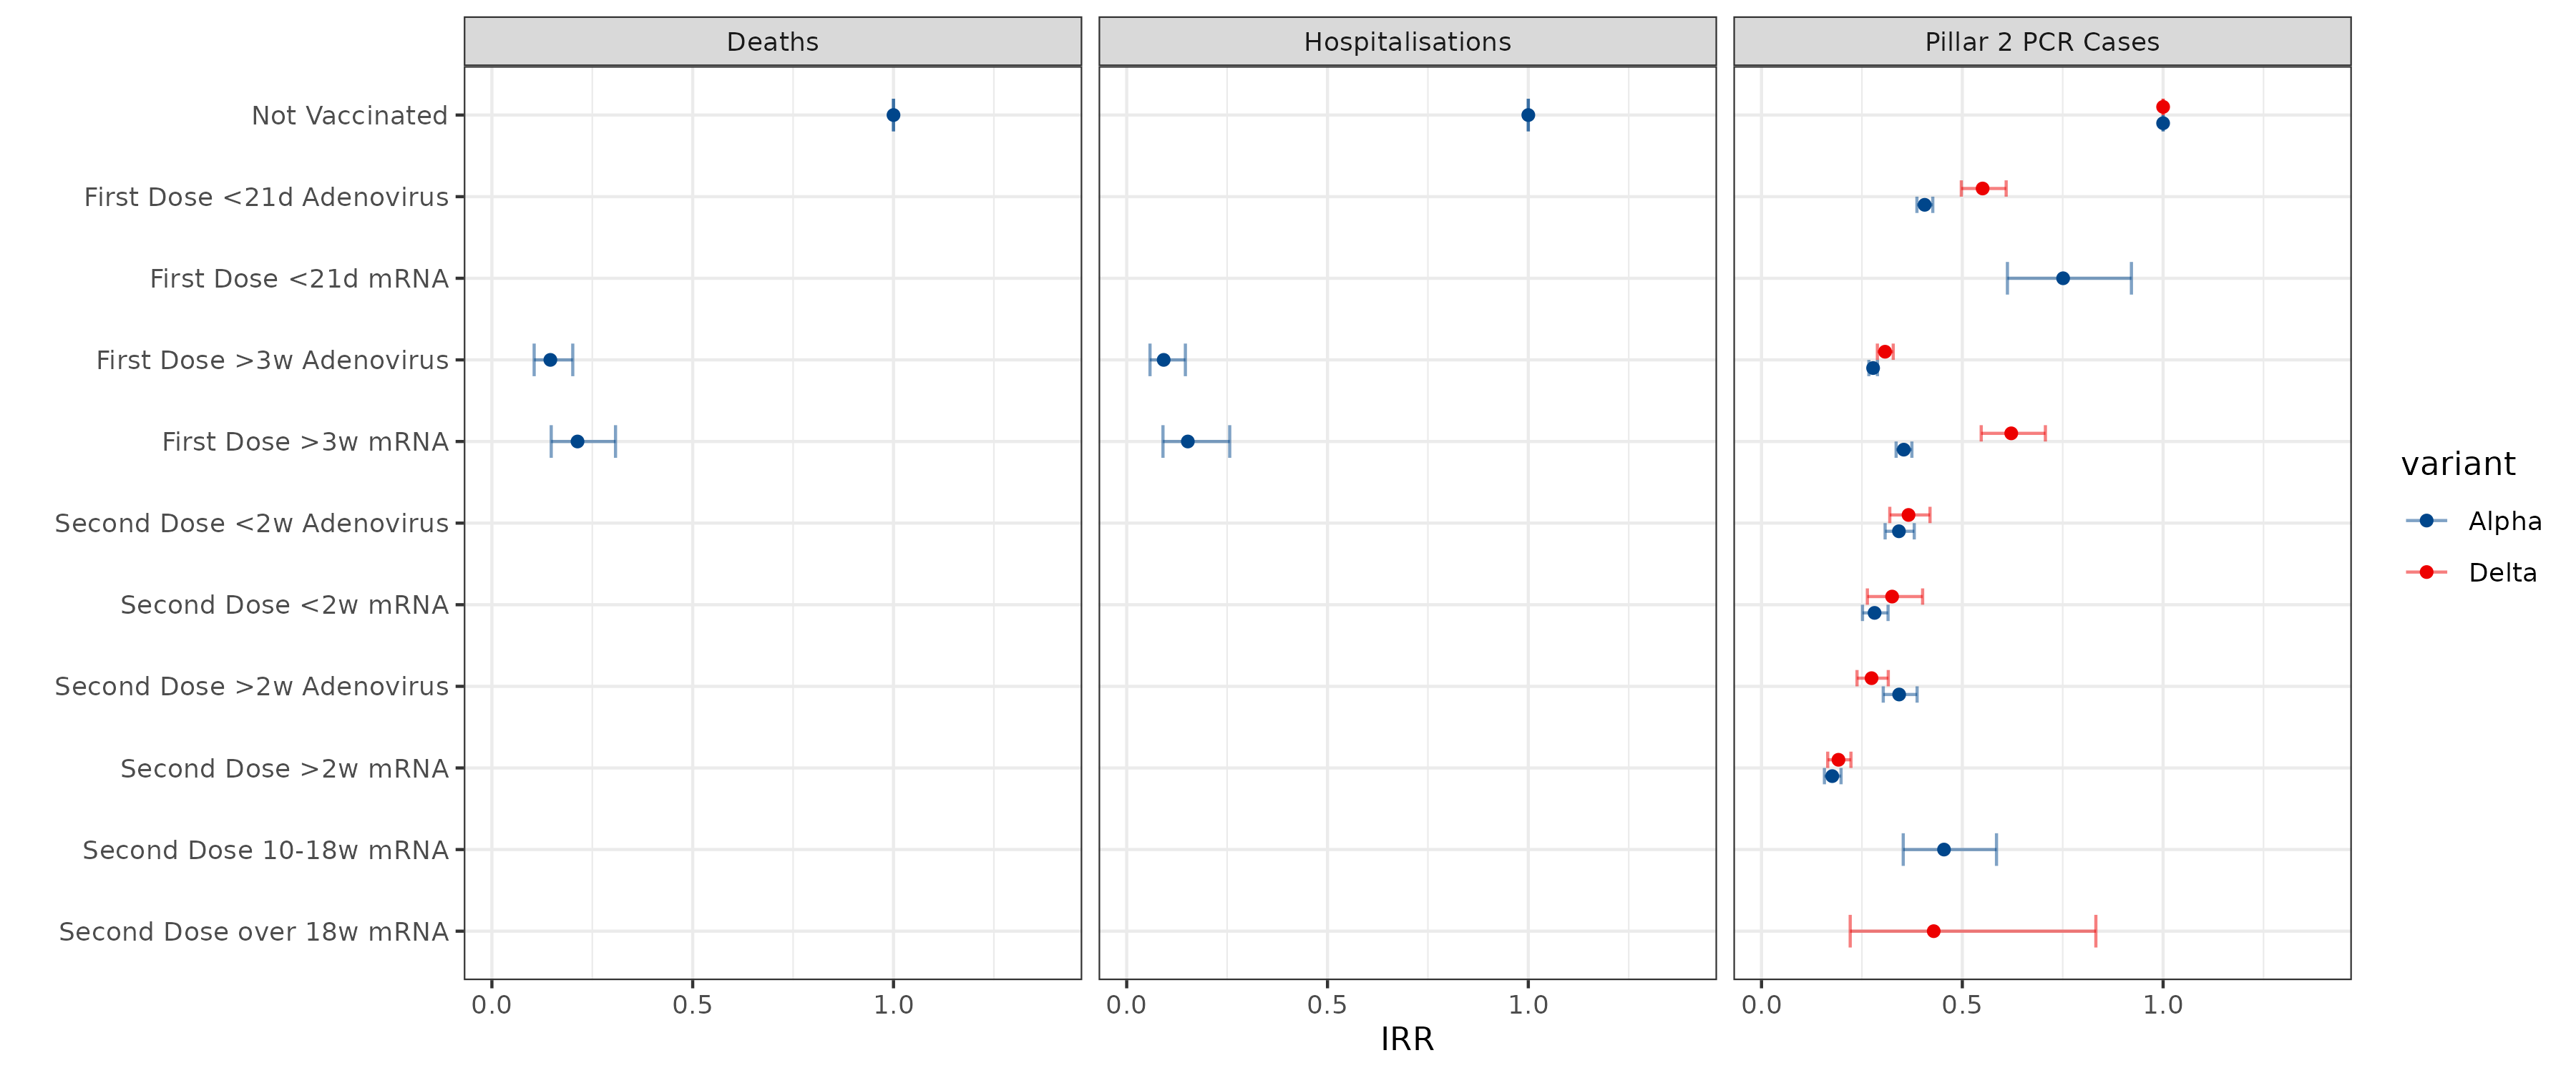 Deaths
Hospitalisations
Pillar 2 PCR Cases
Not Vaccinated
First Dose <21d Adenovirus
First Dose <21d mRNA
First Dose >3w Adenovirus
First Dose >3w mRNA
Second Dose <2w Adenovirus
Second Dose <2w mRNA
Second Dose >2w Adenovirus
Second Dose >2w mRNA
Second Dose 10-18w mRNA
Second Dose over 18w mRNA
0.0 0.5 1.0
0.0 0.5 1.0
0.0 0.5 1.0
IRR
variant
Alpha
Delta